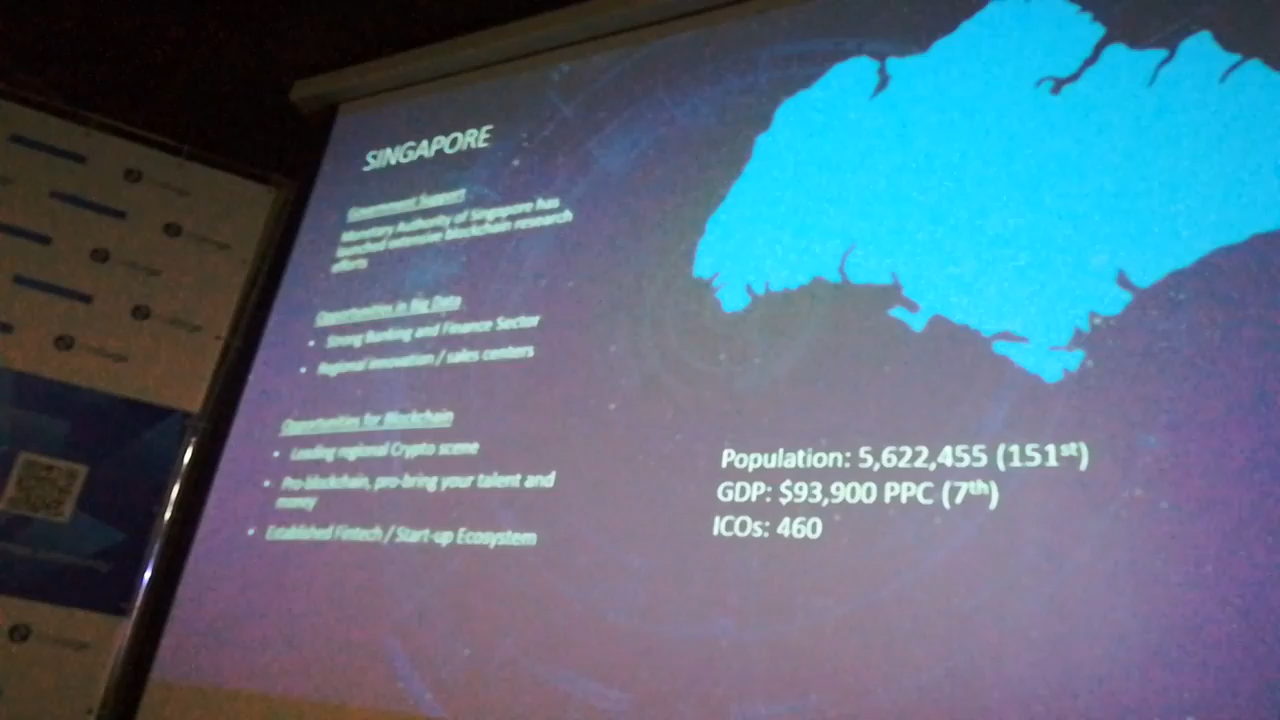 SINGAPORE
Government Support
Monetary Authority of Singapore has
launched extensive blockchain research
efforts
Opportunities in Big Data
• Strong Banking and Finance Sector
• Regional innovation / sales centers
Opportunities for Blockchain
• Leading regional Crypto scene
• Pro-blockchain, pro-bring your talent and
money
• Established Fintech / Start-up Ecosystem
Population: 5,622,455 (151st)
GDP: $93,900 PPC (7th)
ICOs: 460